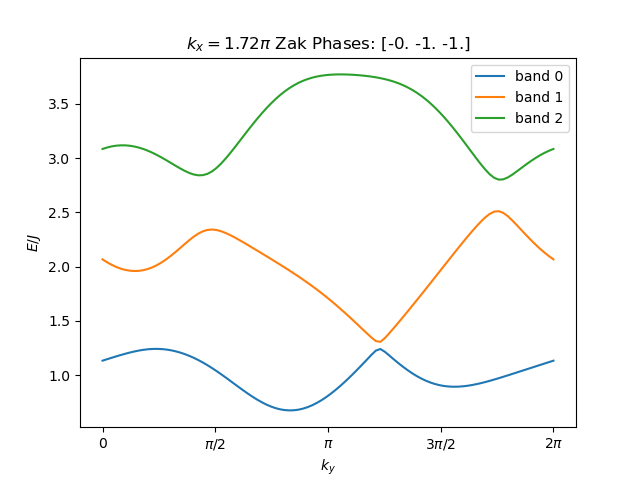 kₓ = 1.72π Zak Phases: [-0. -1. -1.]
band 0
band 1
band 2
E/J
3.5
3.0
2.5
2.0
1.5
1.0
0 π/2 π 3π/2 2π
k_y